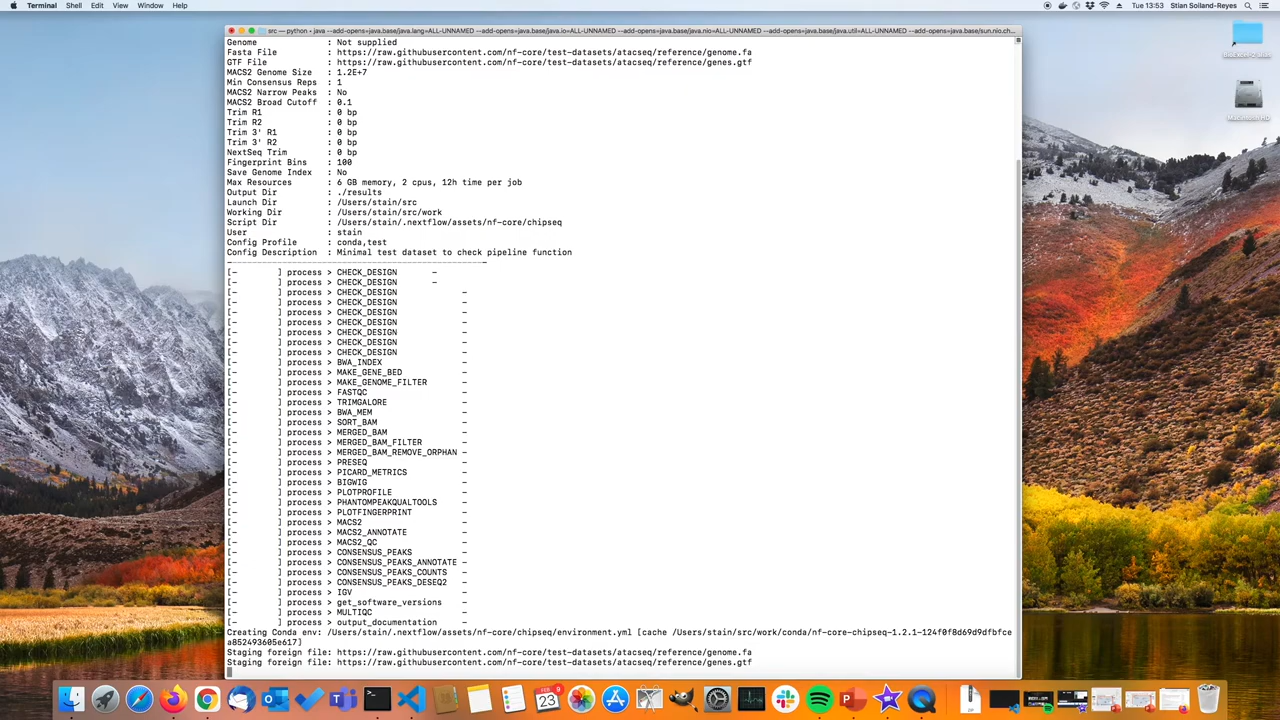 Terminal Shell Edit View Window Help
Tue 13:53 Stian Soiland-Reyes
src — python • java --add-opens=java.base/java.lang=ALL-UNNAMED --add-opens=java.base/java.io=ALL-UNNAMED --add-opens=java.base/java.nio=ALL-UNNAMED --add-opens=java.base/java.util=ALL-UNNAMED --add-opens=java.base/sun.nio.ch...
Genome : Not supplied
Fasta File : https://raw.githubusercontent.com/nf-core/test-datasets/atacseq/reference/genome.fa
GTF File : https://raw.githubusercontent.com/nf-core/test-datasets/atacseq/reference/genes.gtf
MACS2 Genome Size : 1.2E+7
Min Consensus Reps : 1
MACS2 Narrow Peaks : No
MACS2 Broad Cutoff : 0.1
Trim R1 : 0 bp
Trim R2 : 0 bp
Trim 3' R1 : 0 bp
Trim 3' R2 : 0 bp
NextSeq Trim : 0 bp
Fingerprint Bins : 100
Save Genome Index : No
Max Resources : 6 GB memory, 2 cpus, 12h time per job
Output Dir : ./results
Launch Dir : /Users/stain/src
Working Dir : /Users/stain/src/work
Script Dir : /Users/stain/.nextflow/assets/nf-core/chipseq
User : stain
Config Profile : conda,test
Config Description : Minimal test dataset to check pipeline function
[- ] process > CHECK_DESIGN -
[- ] process > CHECK_DESIGN -
[- ] process > CHECK_DESIGN -
[- ] process > CHECK_DESIGN -
[- ] process > CHECK_DESIGN -
[- ] process > CHECK_DESIGN -
[- ] process > CHECK_DESIGN -
[- ] process > CHECK_DESIGN -
[- ] process > CHECK_DESIGN -
[- ] process > BWA_INDEX -
[- ] process > MAKE_GENE_BED -
[- ] process > MAKE_GENOME_FILTER -
[- ] process > FASTQC -
[- ] process > TRIMGALORE -
[- ] process > BWA_MEM -
[- ] process > SORT_BAM -
[- ] process > MERGED_BAM -
[- ] process > MERGED_BAM_FILTER -
[- ] process > MERGED_BAM_REMOVE_ORPHAN -
[- ] process > PRESEQ -
[- ] process > PICARD_METRICS -
[- ] process > BIGWIG -
[- ] process > PLOTPROFILE -
[- ] process > PHANTOMPEAKQUALTOOLS -
[- ] process > PLOTFINGERPRINT -
[- ] process > MACS2 -
[- ] process > MACS2_ANNOTATE -
[- ] process > MACS2_QC -
[- ] process > CONSENSUS_PEAKS -
[- ] process > CONSENSUS_PEAKS_ANNOTATE -
[- ] process > CONSENSUS_PEAKS_COUNTS -
[- ] process > CONSENSUS_PEAKS_DESEQ2 -
[- ] process > IGV -
[- ] process > get_software_versions -
[- ] process > MULTIQC -
[- ] process > output_documentation -
Creating Conda env: /Users/stain/.nextflow/assets/nf-core/chipseq/environment.yml [cache /Users/stain/src/work/conda/nf-core-chipseq-1.2.1-124f0f8d69d9dfbfce
a852493605e617]
Staging foreign file: https://raw.githubusercontent.com/nf-core/test-datasets/atacseq/reference/genome.fa
Staging foreign file: https://raw.githubusercontent.com/nf-core/test-datasets/atacseq/reference/genes.gtf
Macintosh HD
FEB
23